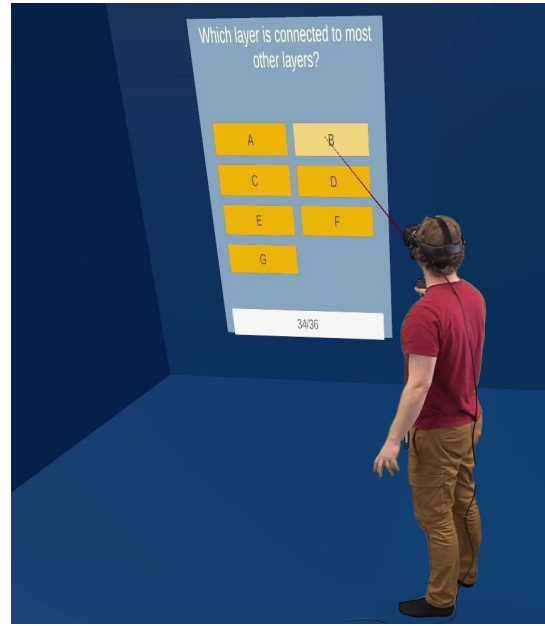 Which layer is connected to most
other layers?
A
B
C
D
E
F
G
34/36